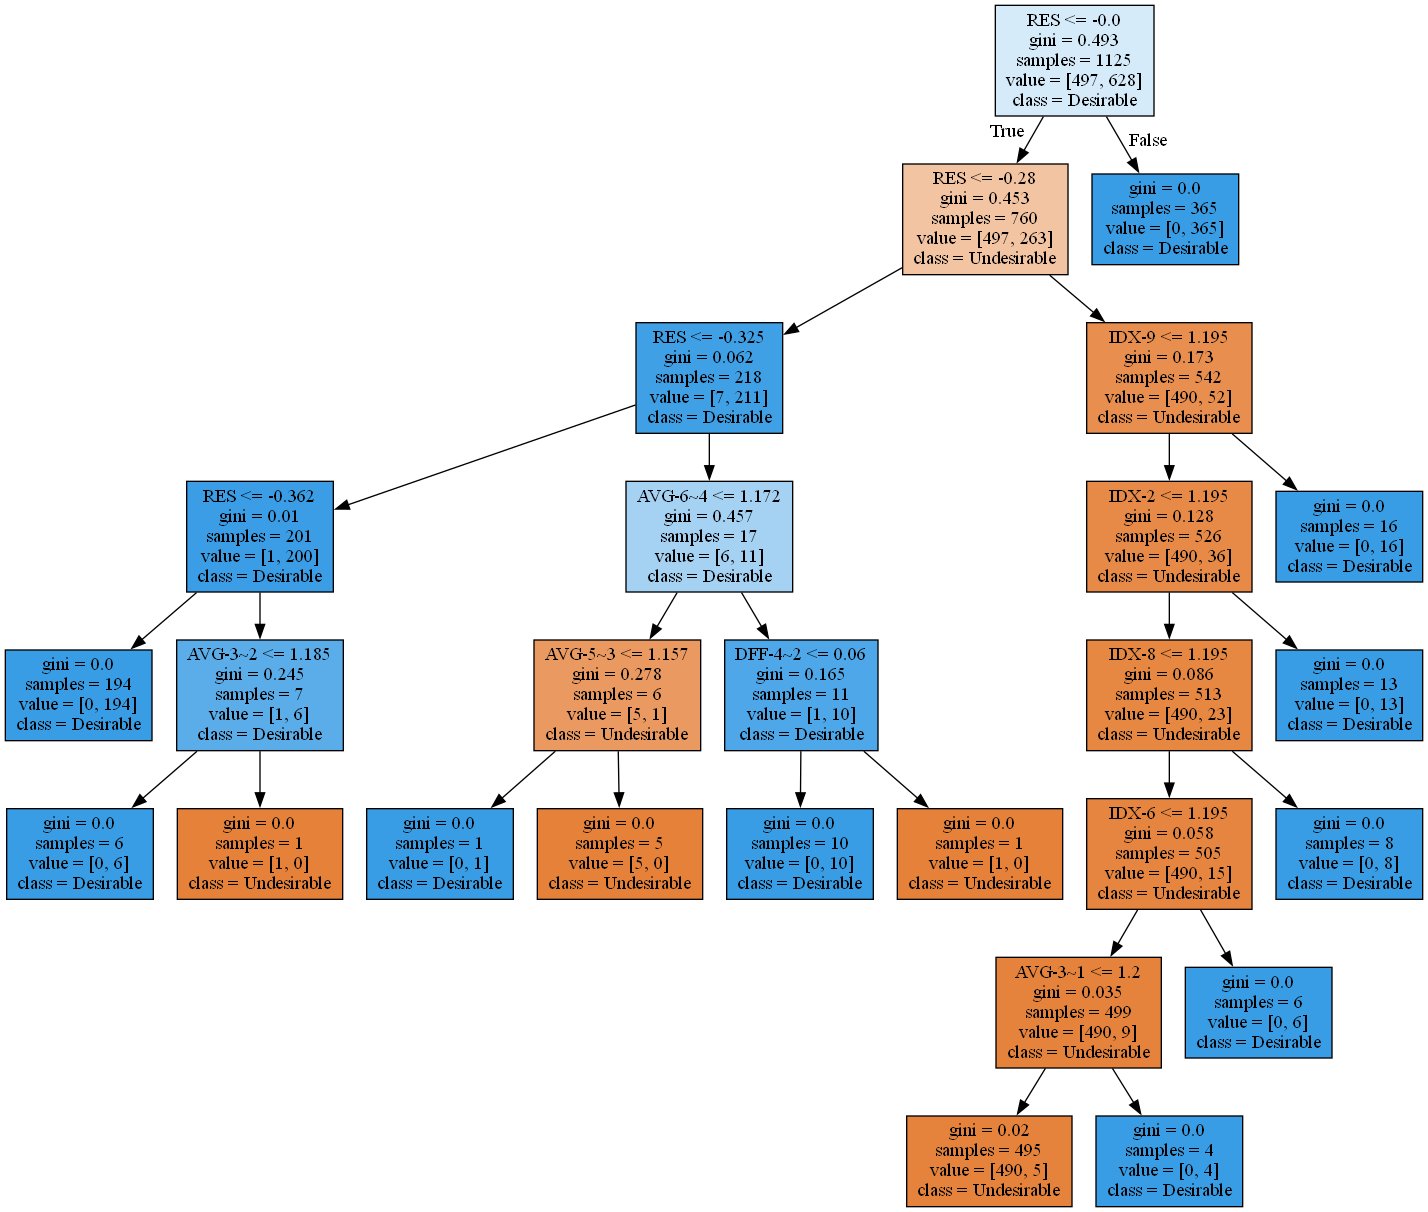 RES <= -0.0
gini = 0.493
samples = 1125
value = [497, 628]
class = Desirable
True
False
RES <= -0.28
gini = 0.453
samples = 760
value = [497, 263]
class = Undesirable
gini = 0.0
samples = 365
value = [0, 365]
class = Desirable
RES <= -0.325
gini = 0.062
samples = 218
value = [7, 211]
class = Desirable
IDX-9 <= 1.195
gini = 0.173
samples = 542
value = [490, 52]
class = Undesirable
RES <= -0.362
gini = 0.01
samples = 201
value = [1, 200]
class = Desirable
AVG-6~4 <= 1.172
gini = 0.457
samples = 17
value = [6, 11]
class = Desirable
IDX-2 <= 1.195
gini = 0.128
samples = 526
value = [490, 36]
class = Undesirable
gini = 0.0
samples = 16
value = [0, 16]
class = Desirable
gini = 0.0
samples = 194
value = [0, 194]
class = Desirable
AVG-3~2 <= 1.185
gini = 0.245
samples = 7
value = [1, 6]
class = Desirable
AVG-5~3 <= 1.157
gini = 0.278
samples = 6
value = [5, 1]
class = Undesirable
DFF-4~2 <= 0.06
gini = 0.165
samples = 11
value = [1, 10]
class = Desirable
IDX-8 <= 1.195
gini = 0.086
samples = 513
value = [490, 23]
class = Undesirable
gini = 0.0
samples = 13
value = [0, 13]
class = Desirable
gini = 0.0
samples = 6
value = [0, 6]
class = Desirable
gini = 0.0
samples = 1
value = [1, 0]
class = Undesirable
gini = 0.0
samples = 1
value = [0, 1]
class = Desirable
gini = 0.0
samples = 5
value = [5, 0]
class = Undesirable
gini = 0.0
samples = 10
value = [0, 10]
class = Desirable
gini = 0.0
samples = 1
value = [1, 0]
class = Undesirable
IDX-6 <= 1.195
gini = 0.058
samples = 505
value = [490, 15]
class = Undesirable
gini = 0.0
samples = 8
value = [0, 8]
class = Desirable
AVG-3~1 <= 1.2
gini = 0.035
samples = 499
value = [490, 9]
class = Undesirable
gini = 0.0
samples = 6
value = [0, 6]
class = Desirable
gini = 0.02
samples = 495
value = [490, 5]
class = Undesirable
gini = 0.0
samples = 4
value = [0, 4]
class = Desirable